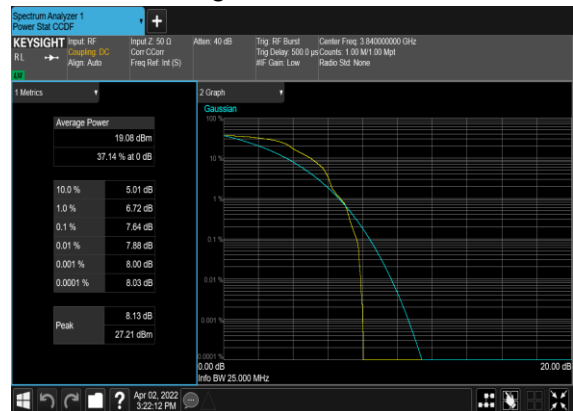 Spectrum Analyzer 1
Power Stat CCDF
KEYSIGHT
RL
Input: RF
Coupling: DC
Align: Auto
Input Z: 50 Ω
Corr CCorr
Freq Ref: Int (S)
Atten: 40 dB
Trig: RF Burst
Trig Delay: 500.0 µs
#IF Gain: Low
Center Freq: 3.840000000 GHz
Counts: 1.00 M/1.00 Mpt
Radio Std: None
1 Metrics
Average Power
19.08 dBm
37.14 % at 0 dB
10.0 % 5.01 dB
1.0 % 6.72 dB
0.1 % 7.64 dB
0.01 % 7.88 dB
0.001 % 8.00 dB
0.0001 % 8.03 dB
Peak
8.13 dB
27.21 dBm
2 Graph
Gaussian
100 %
10 %
1 %
0.1 %
0.01 %
0.001 %
0.0001 %
0.00 dB
20.00 dB
Info BW 25.000 MHz
?
Apr 02, 2022
3:22:12 PM